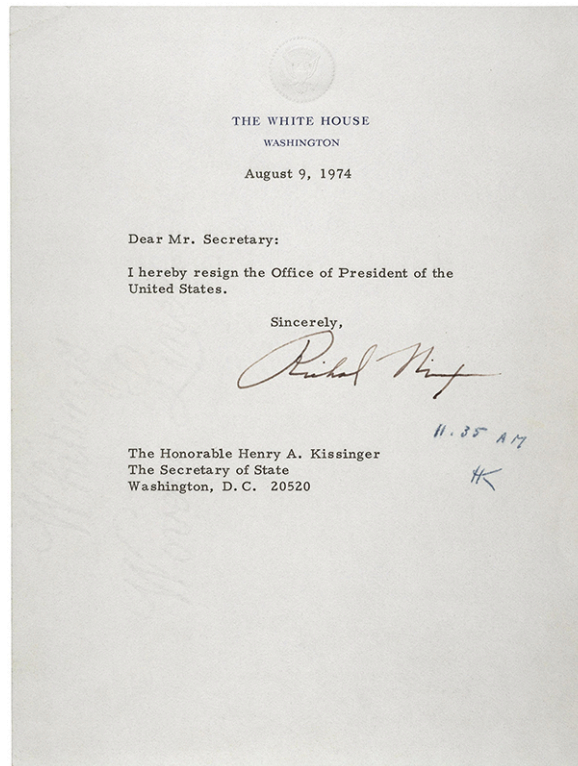 THE WHITE HOUSE
WASHINGTON
August 9, 1974
Dear Mr. Secretary:
I hereby resign the Office of President of the
United States.
Sincerely,
Richard Nixon
11.35 AM
HK
The Honorable Henry A. Kissinger
The Secretary of State
Washington, D. C. 20520